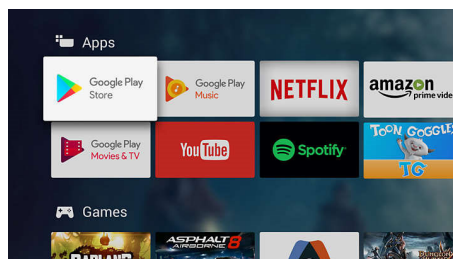 Apps
Google Play
Store
Google Play
Music
NETFLIX
amazon
prime vide
Google Play
Movies & TV
YouTube
Spotify
TOON GOGGLES
TG
Games
BADLAND
ASPHALT 8
AIRBORNE